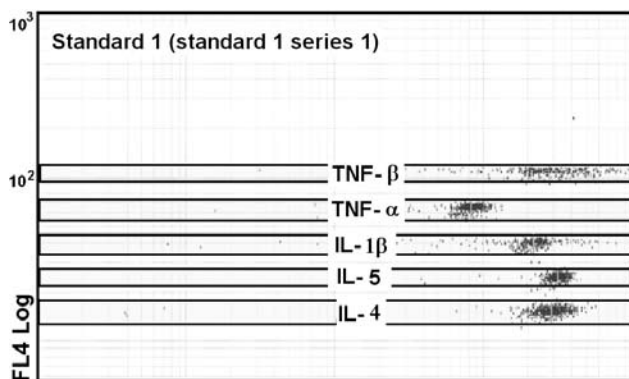 10³
Standard 1 (standard 1 series 1)
TNF- β
10²
TNF- α
IL- 1β
IL- 5
IL- 4
FL4 Log